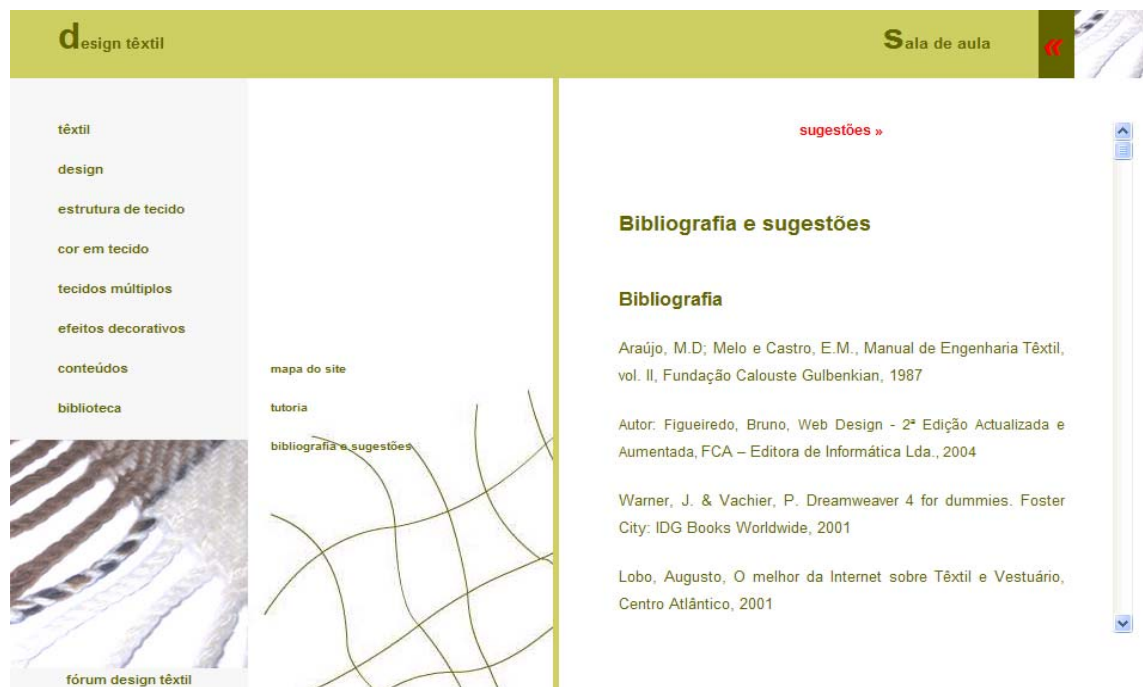 design têxtil
Sala de aula
«
têxtil
design
estrutura de tecido
cor em tecido
tecidos múltiplos
efeitos decorativos
conteúdos
biblioteca
fórum design têxtil
mapa do site
tutoria
bibliografia e sugestões
sugestões »
Bibliografia e sugestões
Bibliografia
Araújo, M.D; Melo e Castro, E.M., Manual de Engenharia Têxtil,
vol. II, Fundação Calouste Gulbenkian, 1987
Autor: Figueiredo, Bruno, Web Design - 2ª Edição Actualizada e
Aumentada, FCA – Editora de Informática Lda., 2004
Warner, J. & Vachier, P. Dreamweaver 4 for dummies. Foster
City: IDG Books Worldwide, 2001
Lobo, Augusto, O melhor da Internet sobre Têxtil e Vestuário,
Centro Atlântico, 2001